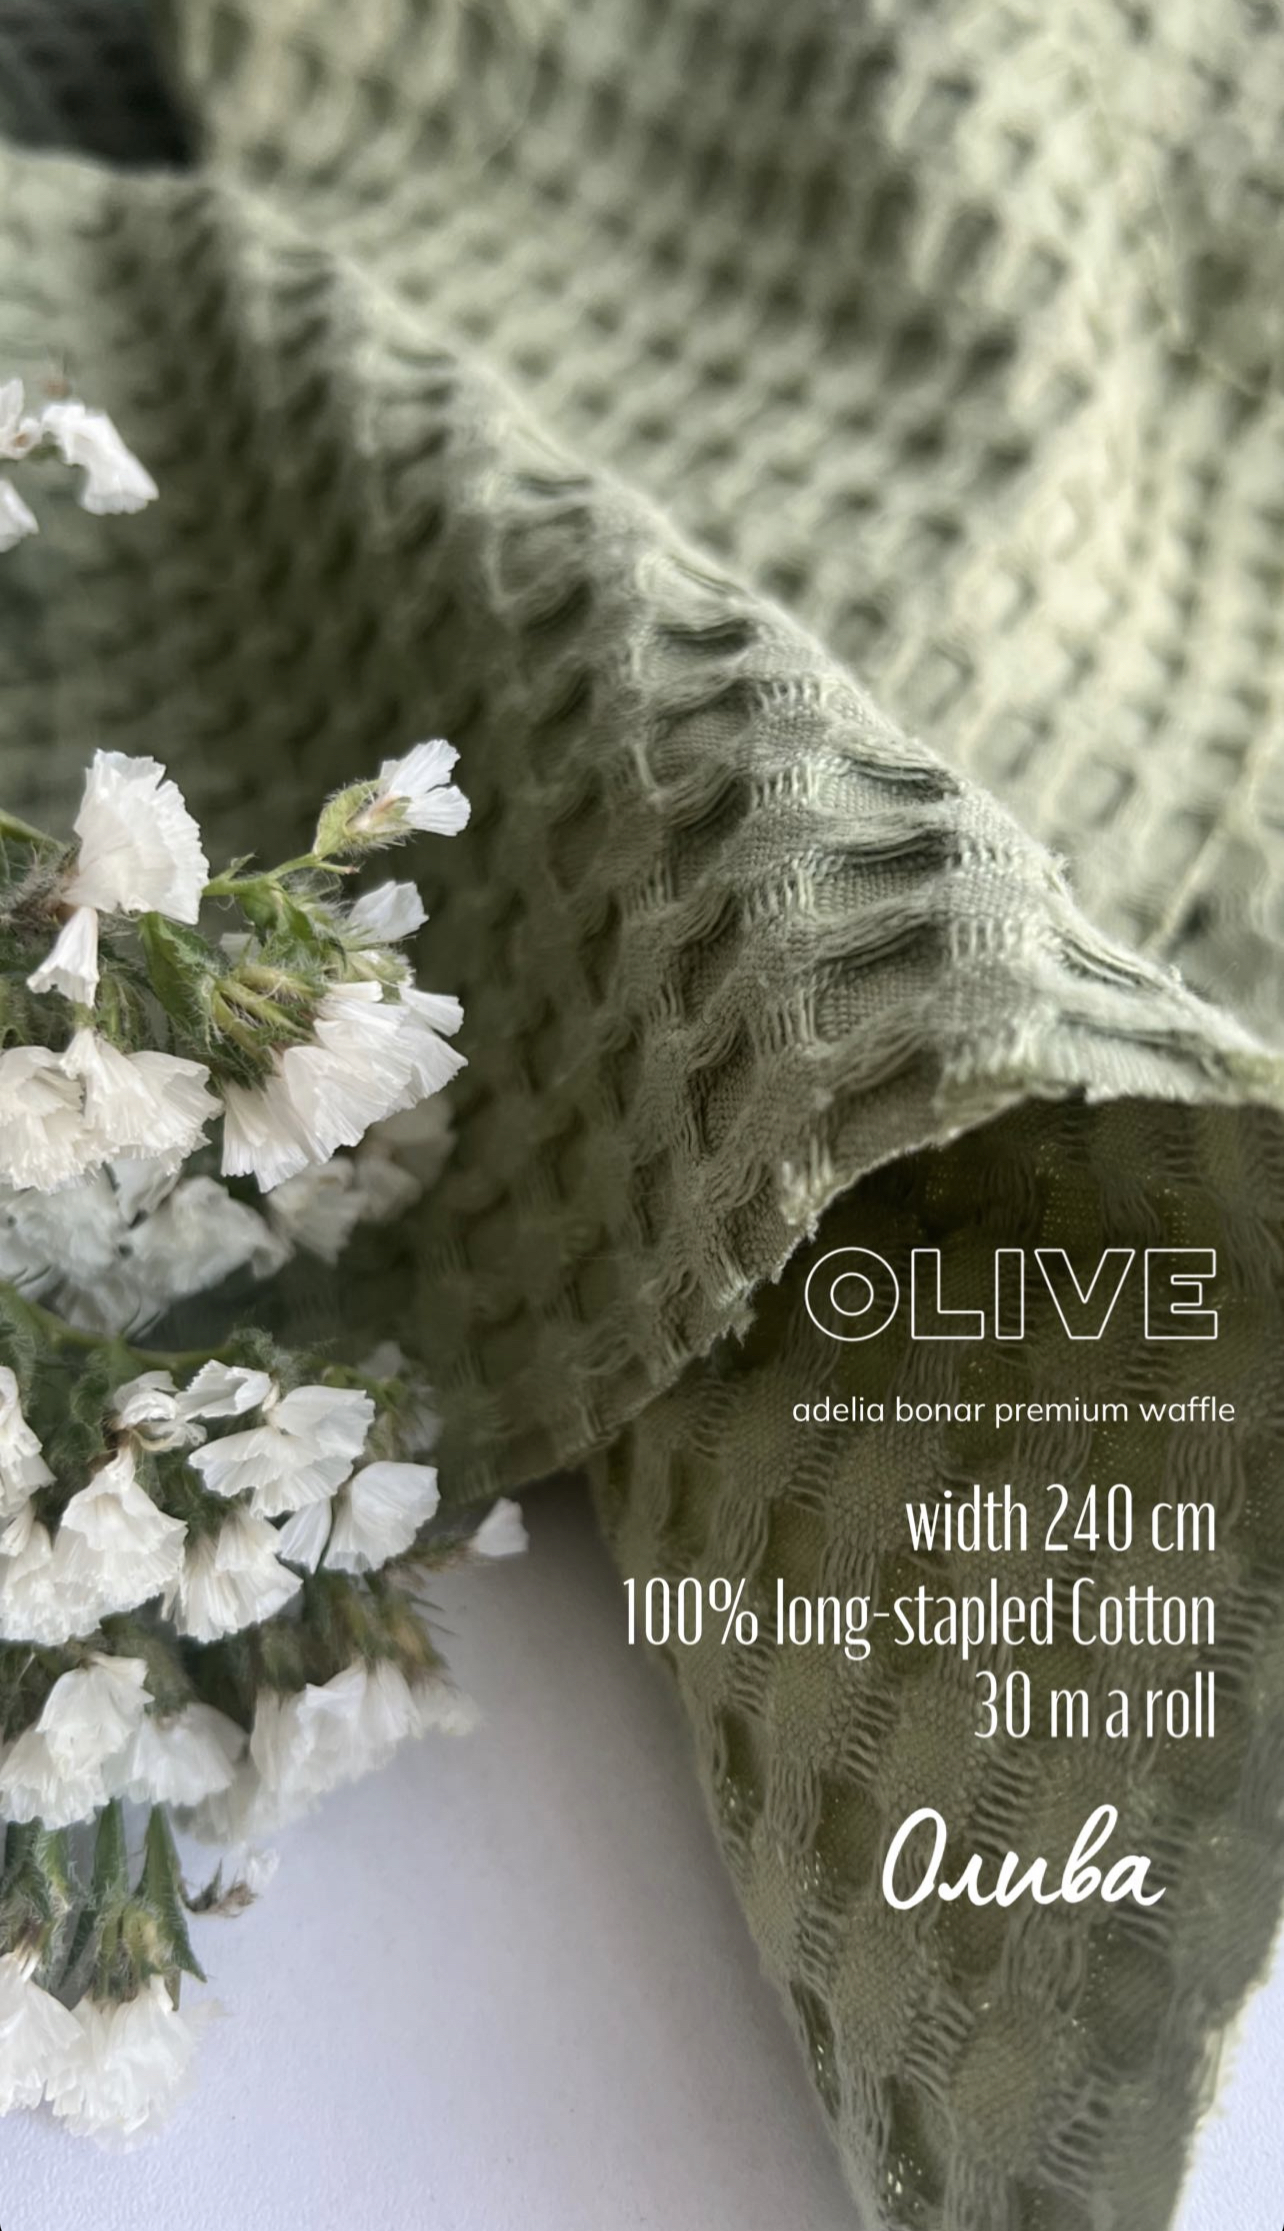 OLIVE
adelia bonar premium waffle
width 240 cm
100% long-stapled Cotton
30 m a roll
Олива